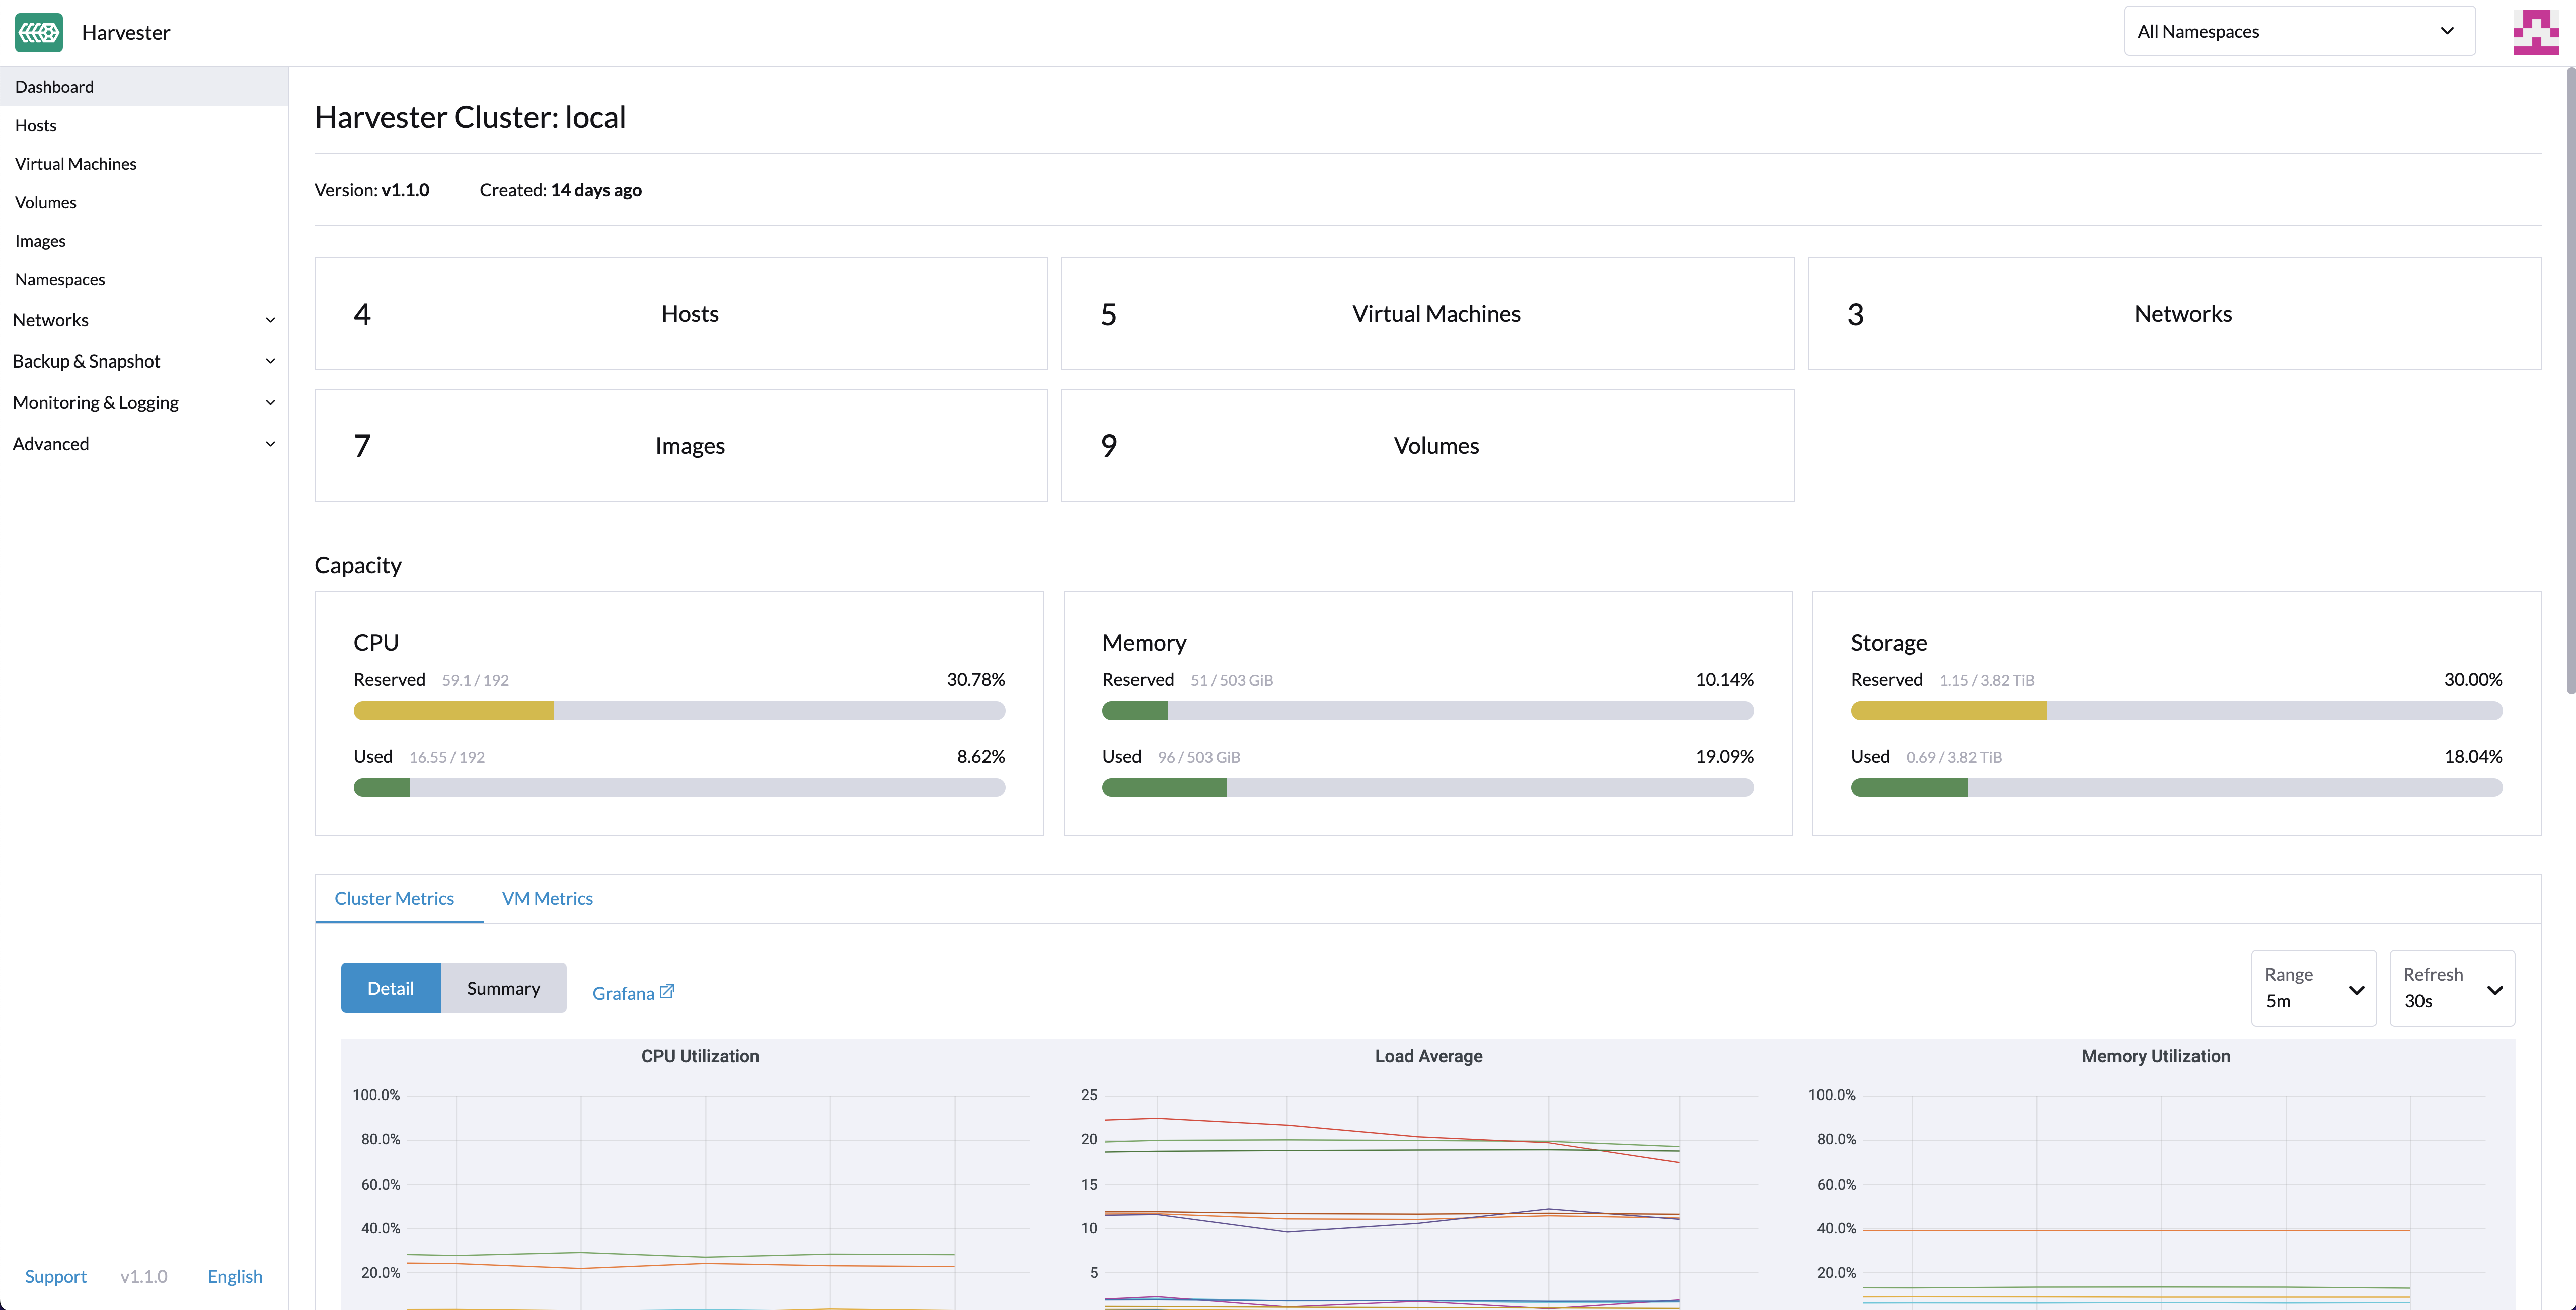 Harvester
All Namespaces
Dashboard
Hosts
Virtual Machines
Volumes
Images
Namespaces
Networks
Backup & Snapshot
Monitoring & Logging
Advanced
Support v1.1.0 English
Harvester Cluster: local
Version: v1.1.0 Created: 14 days ago
4 Hosts
5 Virtual Machines
3 Networks
7 Images
9 Volumes
Capacity
CPU
Reserved 59.1 / 192 30.78%
Used 16.55 / 192 8.62%
Memory
Reserved 51 / 503 GiB 10.14%
Used 96 / 503 GiB 19.09%
Storage
Reserved 1.15 / 3.82 TiB 30.00%
Used 0.69 / 3.82 TiB 18.04%
Cluster Metrics VM Metrics
Detail Summary Grafana
Range
5m
Refresh
30s
CPU Utilization
100.0%
80.0%
60.0%
40.0%
20.0%
Load Average
25
20
15
10
5
Memory Utilization
100.0%
80.0%
60.0%
40.0%
20.0%